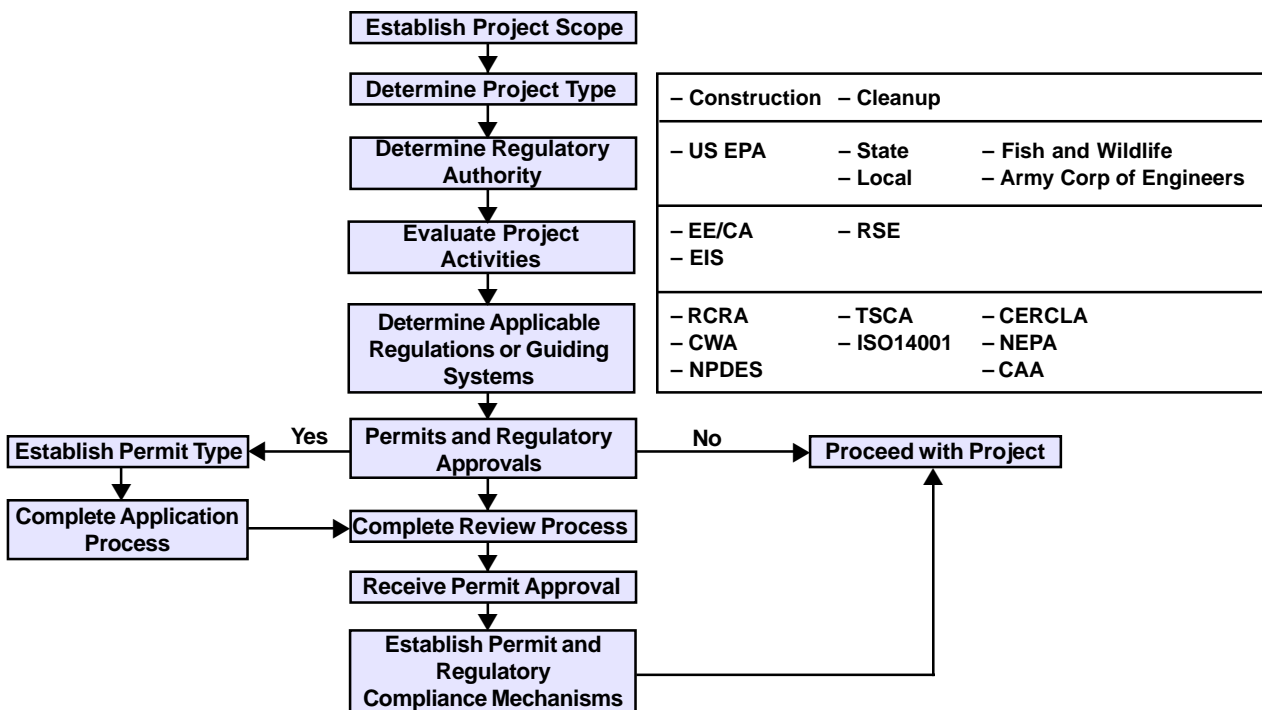 Establish Project Scope
Determine Project Type
– Construction – Cleanup
Determine Regulatory
Authority
– US EPA – State – Fish and Wildlife
– Local – Army Corp of Engineers
Evaluate Project
Activities
– EE/CA – RSE
– EIS
Determine Applicable
Regulations or Guiding
Systems
– RCRA – TSCA – CERCLA
– CWA – ISO14001 – NEPA
– NPDES – CAA
Permits and Regulatory
Approvals
Yes
No
Establish Permit Type
Proceed with Project
Complete Application
Process
Complete Review Process
Receive Permit Approval
Establish Permit and
Regulatory
Compliance Mechanisms